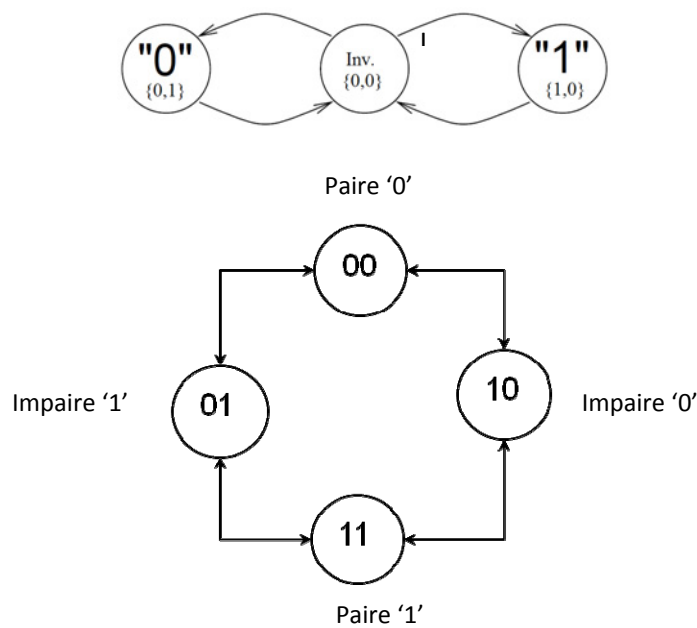 "0" Inv. I "1"
{0,1} {0,0} {1,0}
Paire ‘0’
00
Impaire ‘1’ 01 10 Impaire ‘0’
11
Paire ‘1’